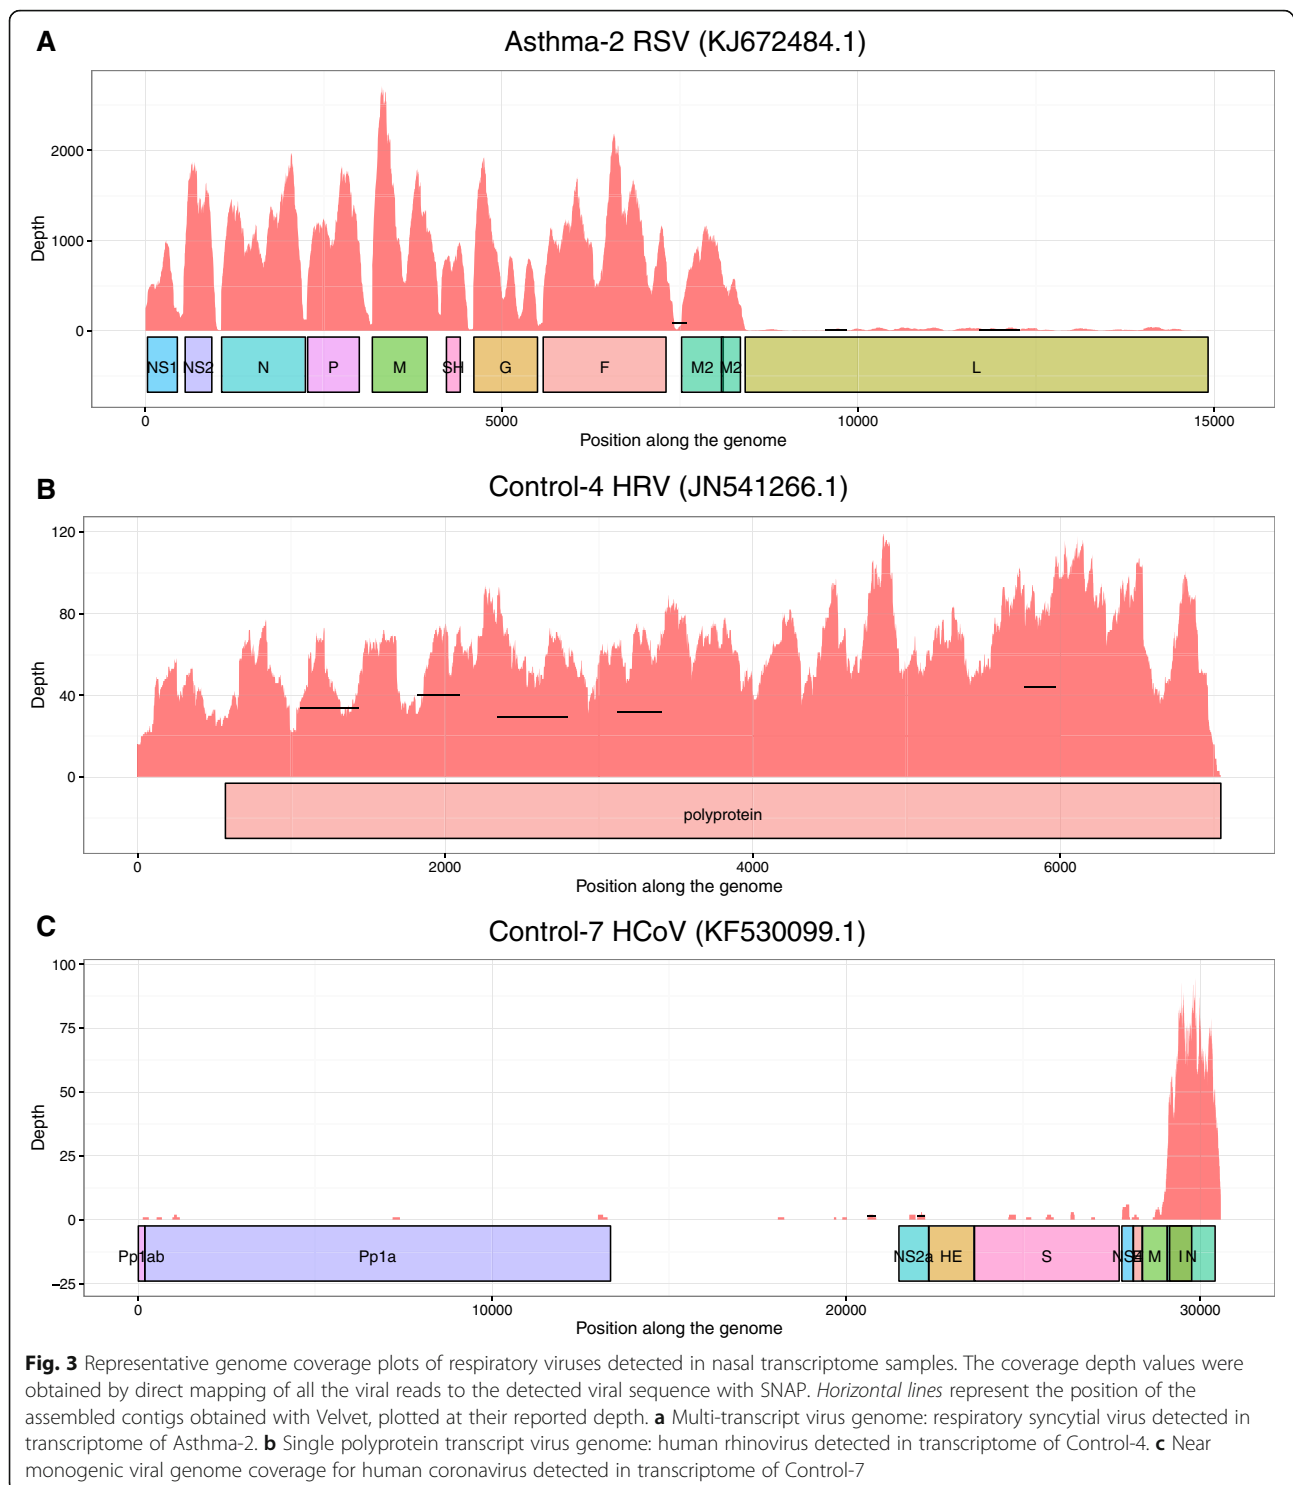 A
Asthma-2 RSV (KJ672484.1)
Depth
2000
1000
0
NS1 NS2 N P M SH G F M2 M2 L
0 5000 10000 15000
Position along the genome
B
Control-4 HRV (JN541266.1)
Depth
120
80
40
0
polyprotein
0 2000 4000 6000
Position along the genome
C
Control-7 HCoV (KF530099.1)
Depth
100
75
50
25
0
−25
Pp1ab Pp1a NS2a HE S M I N
0 10000 20000 30000
Position along the genome
Fig. 3 Representative genome coverage plots of respiratory viruses detected in nasal transcriptome samples. The coverage depth values were
obtained by direct mapping of all the viral reads to the detected viral sequence with SNAP. Horizontal lines represent the position of the
assembled contigs obtained with Velvet, plotted at their reported depth. a Multi-transcript virus genome: respiratory syncytial virus detected in
transcriptome of Asthma-2. b Single polyprotein transcript virus genome: human rhinovirus detected in transcriptome of Control-4. c Near
monogenic viral genome coverage for human coronavirus detected in transcriptome of Control-7